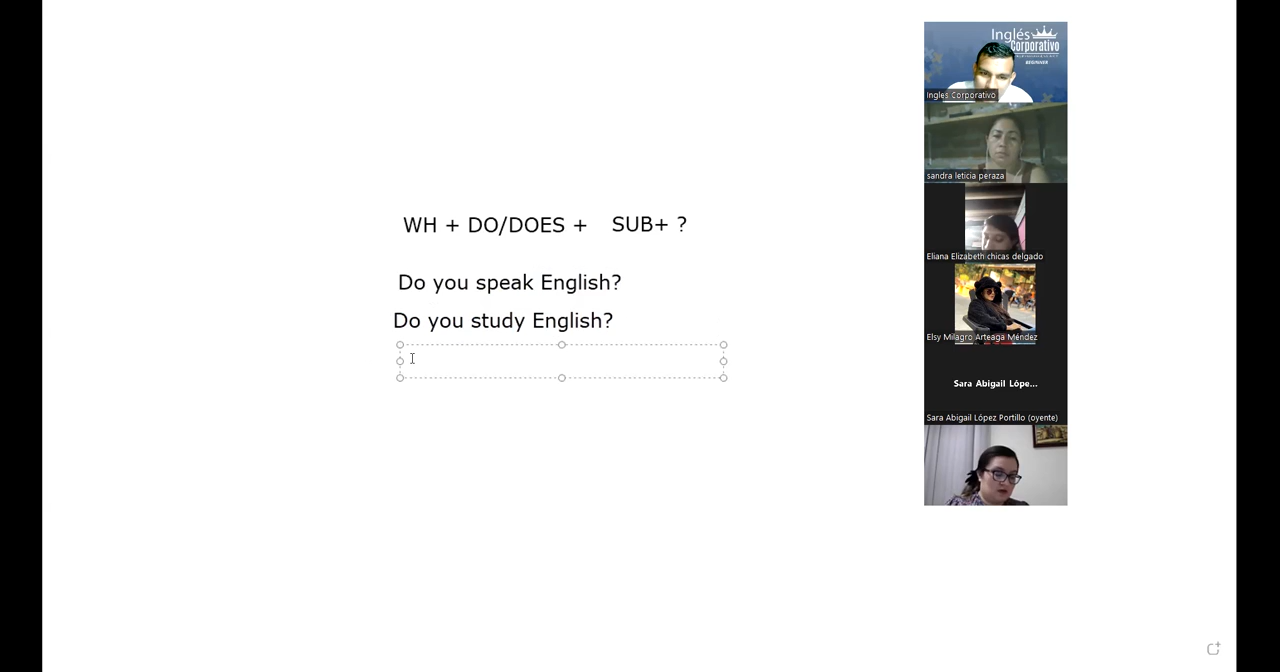 WH + DO/DOES + SUB+ ?
Do you speak English?
Do you study English?
Inglés
Corporativo
BEGINNER
Ingles Corporativo
sandra leticia peraza
Eliana Elizabeth chicas delgado
Elsy Milagro Arteaga Méndez
Sara Abigail Lópe...
Sara Abigail López Portillo (oyente)